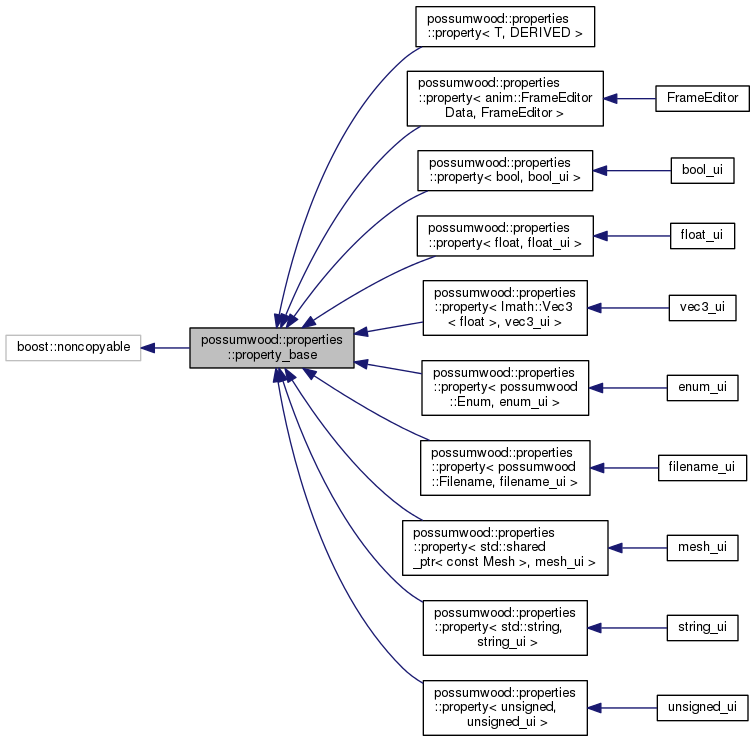 possumwood::properties
::property< T, DERIVED >
possumwood::properties
::property< anim::FrameEditor
Data, FrameEditor >
FrameEditor
possumwood::properties
::property< bool, bool_ui >
bool_ui
possumwood::properties
::property< float, float_ui >
float_ui
possumwood::properties
::property< Imath::Vec3
< float >, vec3_ui >
vec3_ui
boost::noncopyable
possumwood::properties
::property_base
possumwood::properties
::property< possumwood
::Enum, enum_ui >
enum_ui
possumwood::properties
::property< possumwood
::Filename, filename_ui >
filename_ui
possumwood::properties
::property< std::shared
_ptr< const Mesh >, mesh_ui >
mesh_ui
possumwood::properties
::property< std::string,
string_ui >
string_ui
possumwood::properties
::property< unsigned,
unsigned_ui >
unsigned_ui